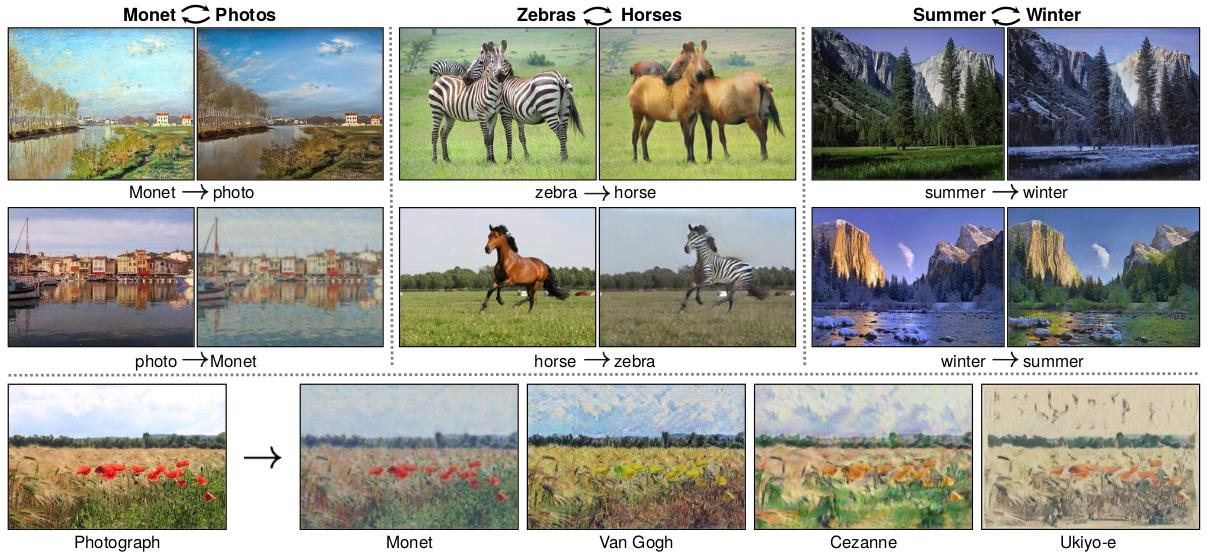 Monet ⇄ Photos
Zebras ⇄ Horses
Summer ⇄ Winter
Monet → photo
zebra → horse
summer → winter
photo → Monet
horse → zebra
winter → summer
Photograph
Monet
Van Gogh
Cezanne
Ukiyo-e